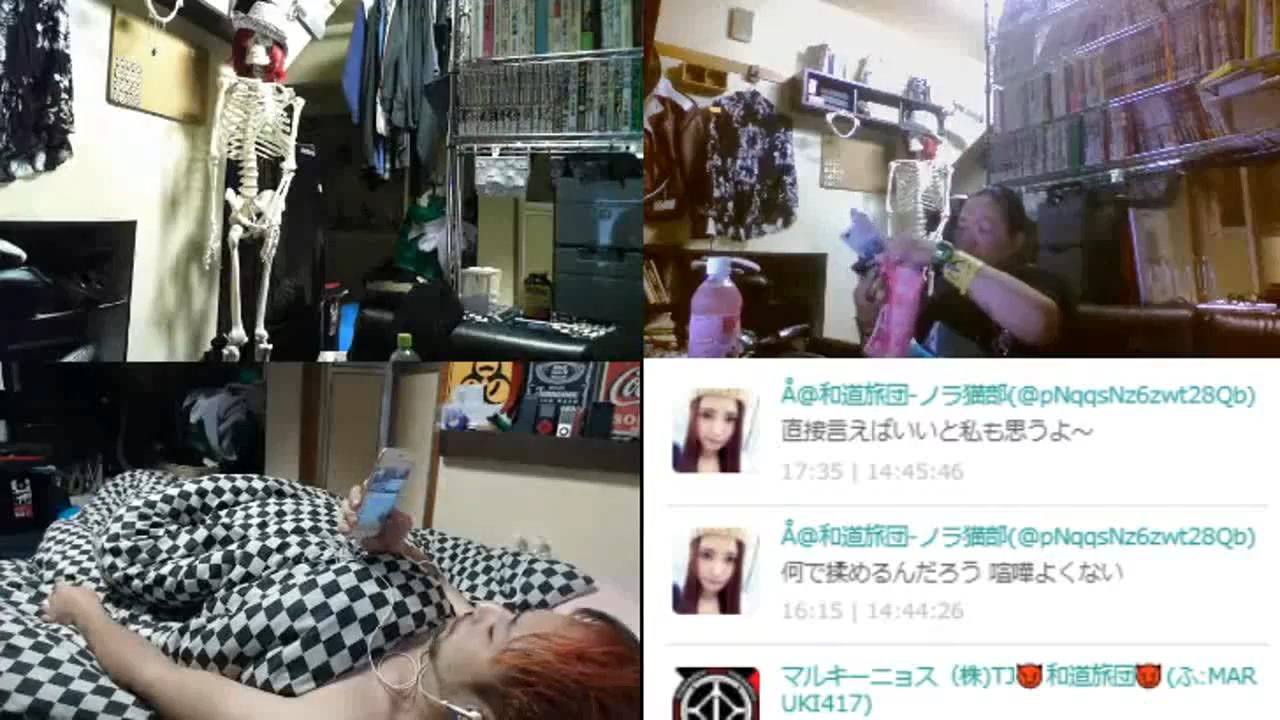 Å@和道旅団-ノラ猫部(@pNqqsNz6zwt28Qb)
直接言えばいいと私も思うよ～
17:35 | 14:45:46
Å@和道旅団-ノラ猫部(@pNqqsNz6zwt28Qb)
何で揉めるんだろう 喧嘩よくない
16:15 | 14:44:26
マルキーニョス（株)TJ👿和道旅団👿(ふ:MAR
UKI417)
Coca